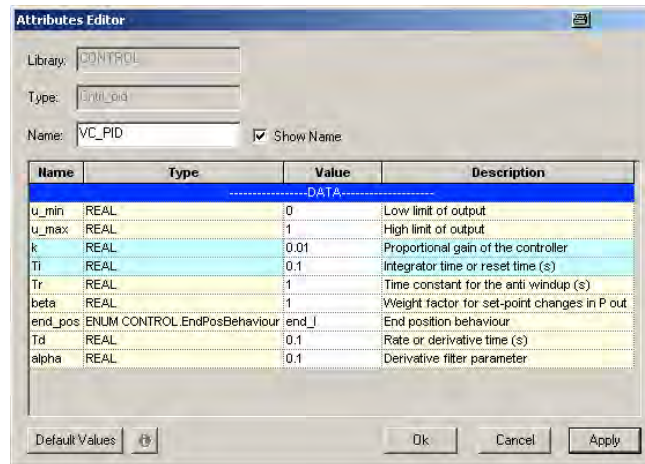 Attributes Editor
Library: CONTROL
Type: Cntrl_pid
Name: VC_PID Show Name
Name Type Value Description
-----------------DATA--------------------
u_min REAL 0 Low limit of output
u_max REAL 1 High limit of output
k REAL 0.01 Proportional gain of the controller
Ti REAL 0.1 Integrator time or reset time (s)
Tr REAL 1 Time constant for the anti windup (s)
beta REAL 1 Weight factor for set-point changes in P out
end_pos ENUM CONTROL.EndPosBehaviour end_I End position behaviour
Td REAL 0.1 Rate or derivative time (s)
alpha REAL 0.1 Derivative filter parameter
Default Values Ok Cancel Apply